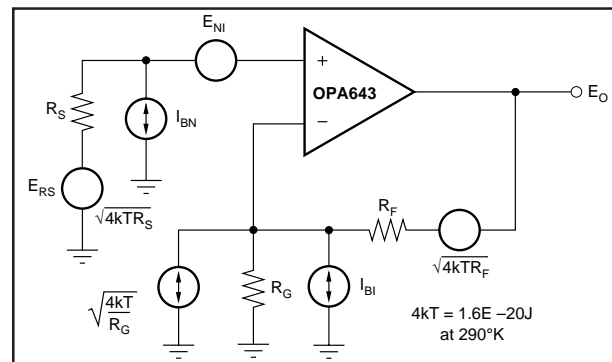 E_NI
+
OPA643
−
E_O
R_S
I_BN
E_RS
√4kTR_S
R_F
√4kTR_F
√4kT/R_G
R_G
I_BI
4kT = 1.6E –20J
at 290°K